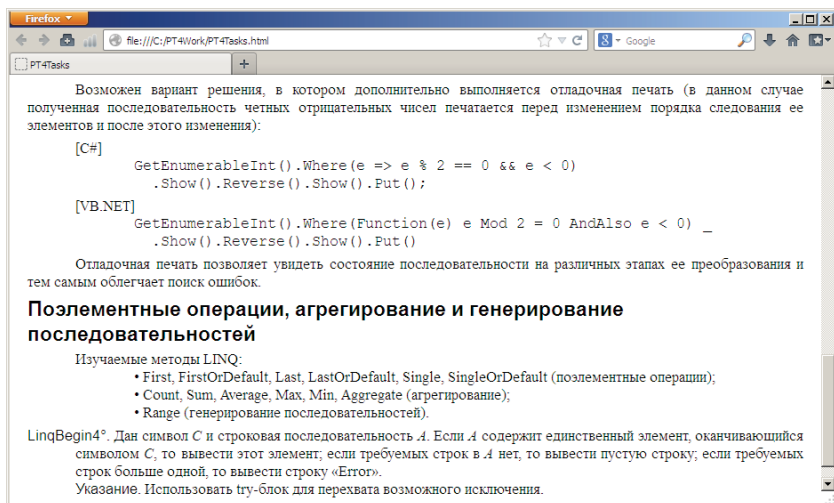 Firefox
file:///C:/PT4Work/PT4Tasks.html
Google
PT4Tasks
Возможен вариант решения, в котором дополнительно выполняется отладочная печать (в данном случае
полученная последовательность четных отрицательных чисел печатается перед изменением порядка следования ее
элементов и после этого изменения):
[C#]
GetEnumerableInt().Where(e => e % 2 == 0 && e < 0)
.Show().Reverse().Show().Put();
[VB.NET]
GetEnumerableInt().Where(Function(e) e Mod 2 = 0 AndAlso e < 0) _
.Show().Reverse().Show().Put()
Отладочная печать позволяет увидеть состояние последовательности на различных этапах ее преобразования и
тем самым облегчает поиск ошибок.
Поэлементные операции, агрегирование и генерирование
последовательностей
Изучаемые методы LINQ:
• First, FirstOrDefault, Last, LastOrDefault, Single, SingleOrDefault (поэлементные операции);
• Count, Sum, Average, Max, Min, Aggregate (агрегирование);
• Range (генерирование последовательностей).
LinqBegin4°. Дан символ C и строковая последовательность A. Если A содержит единственный элемент, оканчивающийся
символом C, то вывести этот элемент; если требуемых строк в A нет, то вывести пустую строку; если требуемых
строк больше одной, то вывести строку «Error».
Указание. Использовать try-блок для перехвата возможного исключения.